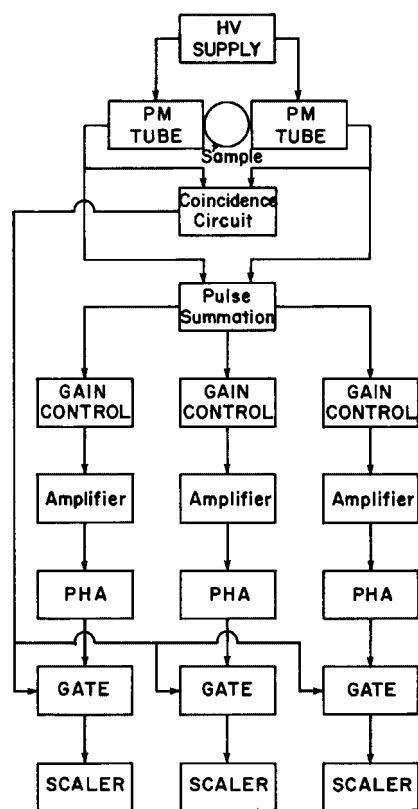 HV
SUPPLY
PM
TUBE
PM
TUBE
Sample
Coincidence
Circuit
Pulse
Summation
GAIN
CONTROL
GAIN
CONTROL
GAIN
CONTROL
Amplifier
Amplifier
Amplifier
PHA
PHA
PHA
GATE
GATE
GATE
SCALER
SCALER
SCALER